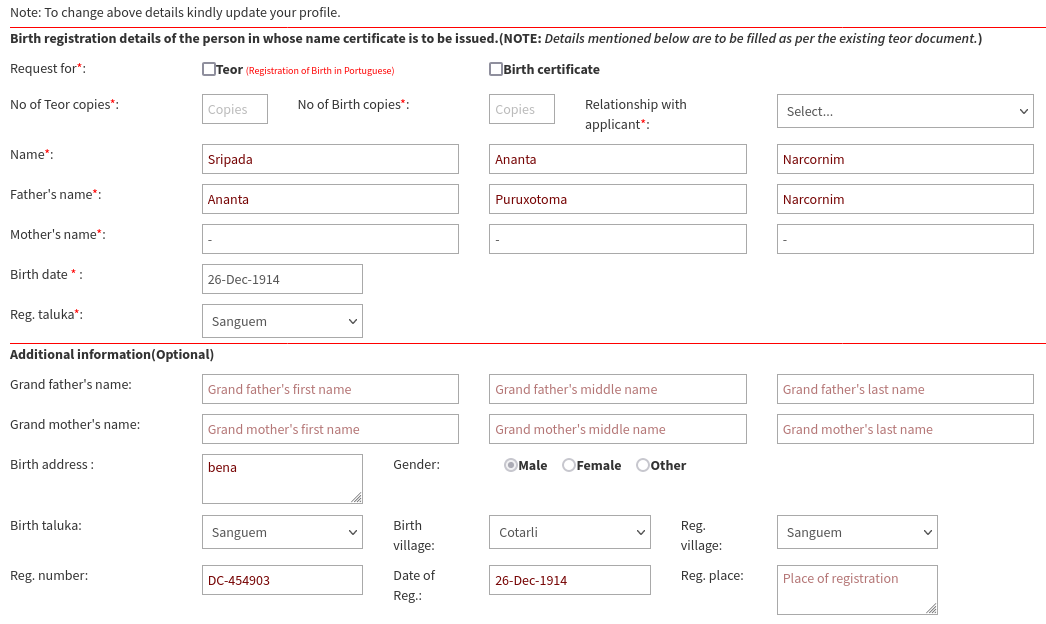 Note: To change above details kindly update your profile.
Birth registration details of the person in whose name certificate is to be issued.(NOTE: Details mentioned below are to be filled as per the existing teor document.)
Request for*: Teor (Registration of Birth in Portuguese) Birth certificate
No of Teor copies*: Copies No of Birth copies*: Copies Relationship with applicant*: Select...
Name*: Sripada Ananta Narcornim
Father's name*: Ananta Puruxotoma Narcornim
Mother's name*: - - -
Birth date * : 26-Dec-1914
Reg. taluka*: Sanguem
Additional information(Optional)
Grand father's name: Grand father's first name Grand father's middle name Grand father's last name
Grand mother's name: Grand mother's first name Grand mother's middle name Grand mother's last name
Birth address : bena Gender: Male Female Other
Birth taluka: Sanguem Birth village: Cotarli Reg. village: Sanguem
Reg. number: DC-454903 Date of Reg.: 26-Dec-1914 Reg. place: Place of registration